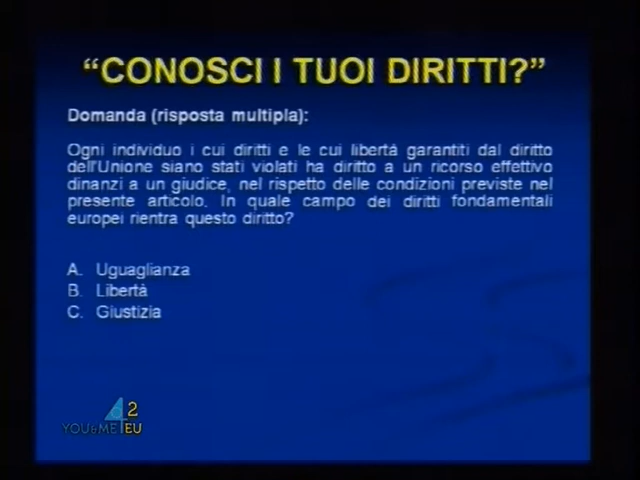 “CONOSCI I TUOI DIRITTI?”
Domanda (risposta multipla):
Ogni individuo i cui diritti e le cui libertà garantiti dal diritto
dell'Unione siano stati violati ha diritto a un ricorso effettivo
dinanzi a un giudice, nel rispetto delle condizioni previste nel
presente articolo. In quale campo dei diritti fondamentali
europei rientra questo diritto?
A. Uguaglianza
B. Libertà
C. Giustizia
42
YOU&ME EU